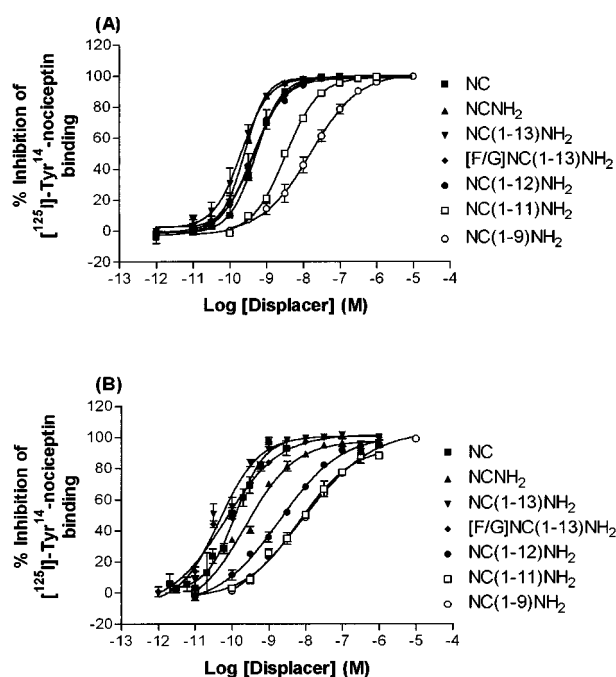 (A)
% Inhibition of
[125I]-Tyr14-nociceptin
binding
120
100
80
60
40
20
0
-20
-13 -12 -11 -10 -9 -8 -7 -6 -5 -4
Log [Displacer] (M)
NC
NCNH2
NC(1-13)NH2
[F/G]NC(1-13)NH2
NC(1-12)NH2
NC(1-11)NH2
NC(1-9)NH2
(B)
% Inhibition of
[125I]-Tyr14-nociceptin
binding
120
100
80
60
40
20
0
-20
-13 -12 -11 -10 -9 -8 -7 -6 -5 -4
Log [Displacer] (M)
NC
NCNH2
NC(1-13)NH2
[F/G]NC(1-13)NH2
NC(1-12)NH2
NC(1-11)NH2
NC(1-9)NH2